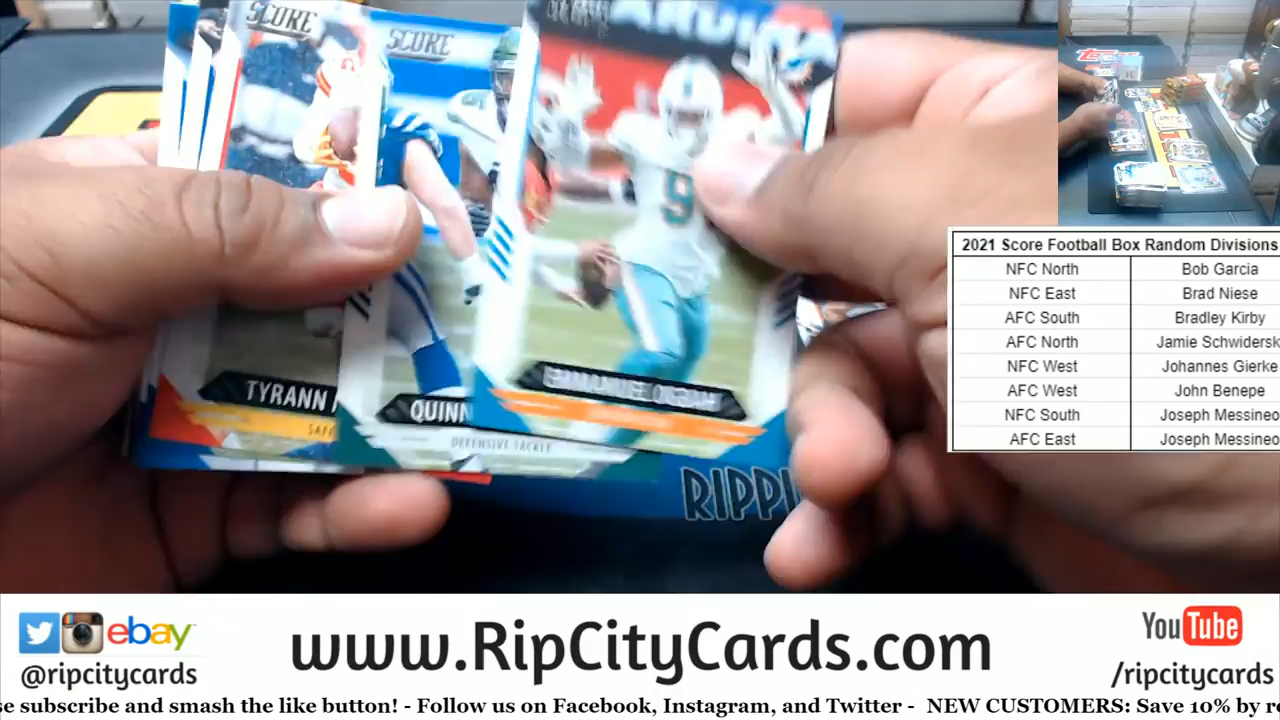 SCORE
SCORE
TYRANN
SAF
QUINN
DEFENSIVE TACKLE
9
EMMANUEL OGBAH
RIPPI
2021 Score Football Box Random Divisions
NFC North Bob Garcia
NFC East Brad Niese
AFC South Bradley Kirby
AFC North Jamie Schwidersk
NFC West Johannes Gierke
AFC West John Benepe
NFC South Joseph Messineo
AFC East Joseph Messineo
ebay
@ripcitycards
www.RipCityCards.com
YouTube
/ripcitycards
se subscribe and smash the like button! - Follow us on Facebook, Instagram, and Twitter - NEW CUSTOMERS: Save 10% by re